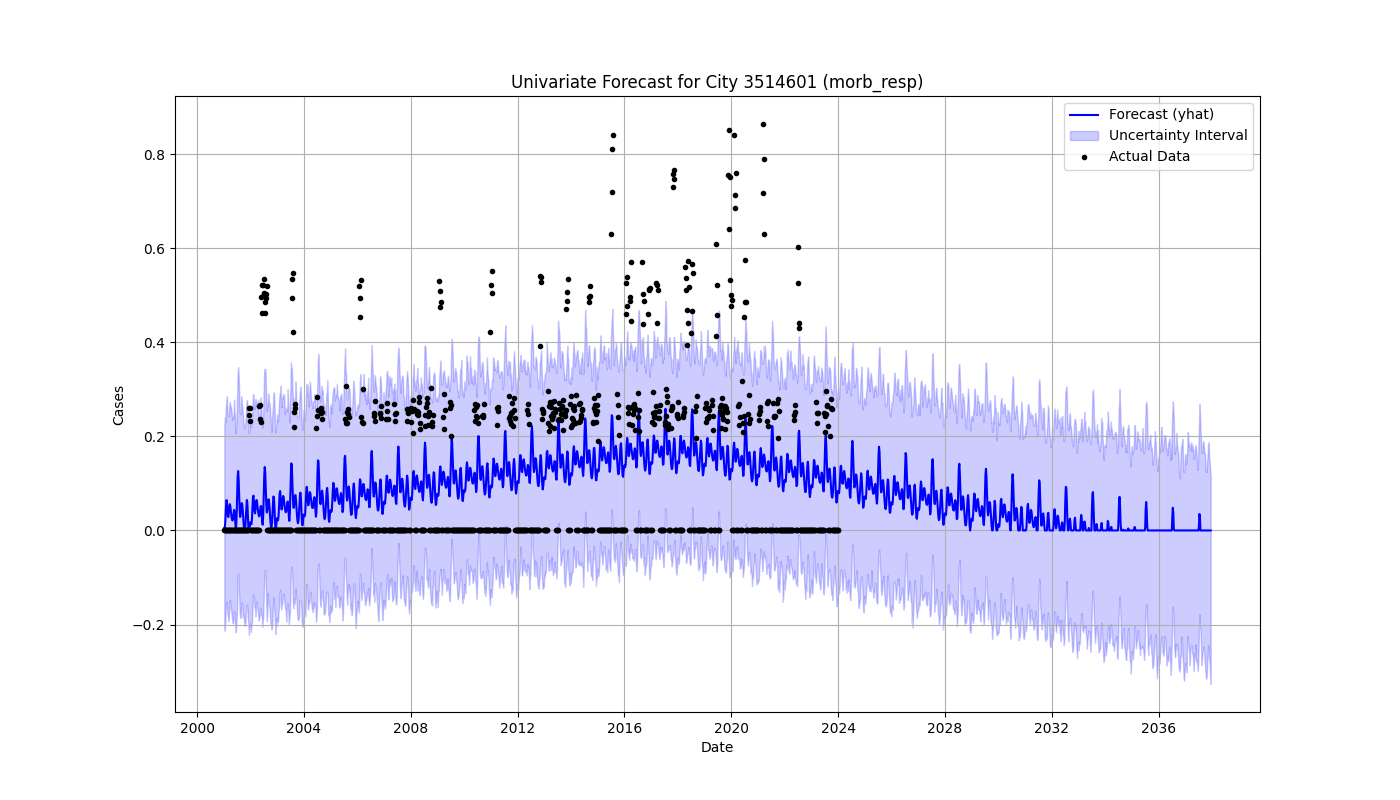 Univariate Forecast for City 3514601 (morb_resp)
Forecast (yhat)
Uncertainty Interval
Actual Data
Cases
0.8
0.6
0.4
0.2
0.0
−0.2
2000 2004 2008 2012 2016 2020 2024 2028 2032 2036
Date